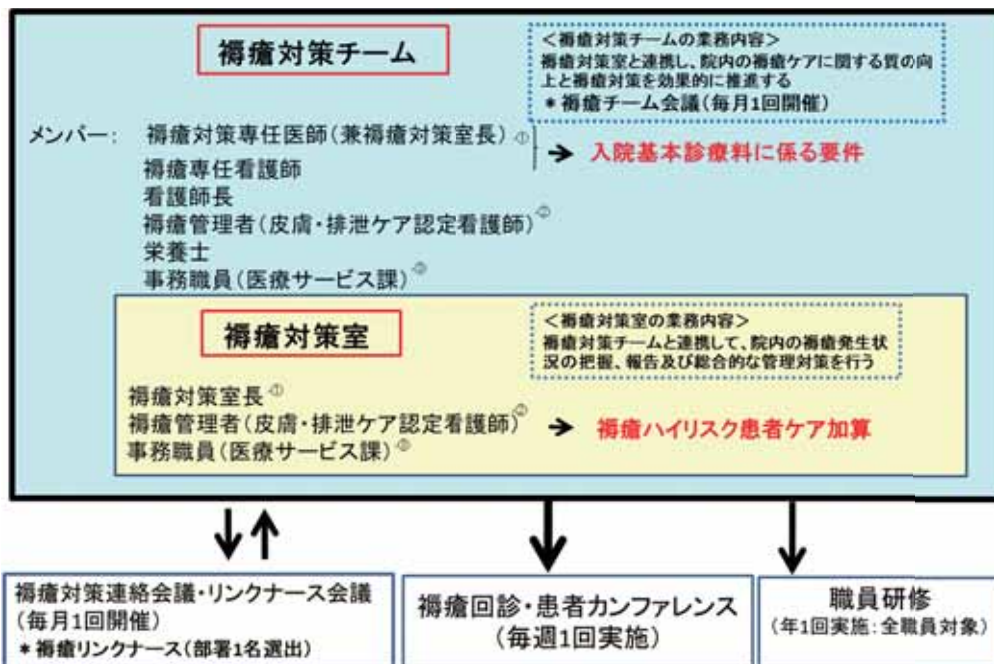 褥瘡対策チーム
<褥瘡対策チームの業務内容>
褥瘡対策室と連携し、院内の褥瘡ケアに関する質の向
上と褥瘡対策を効果的に推進する
*褥瘡チーム会議(毎月1回開催)
メンバー: 褥瘡対策専任医師(兼褥瘡対策室長)①
→ 入院基本診療料に係る要件
褥瘡専任看護師
看護師長
褥瘡管理者(皮膚・排泄ケア認定看護師)②
栄養士
事務職員(医療サービス課)
褥瘡対策室
<褥瘡対策室の業務内容>
褥瘡対策チームと連携して、院内の褥瘡発生状
況の把握、報告及び総合的な管理対策を行う
褥瘡対策室長①
褥瘡管理者(皮膚・排泄ケア認定看護師)②
→ 褥瘡ハイリスク患者ケア加算
事務職員(医療サービス課)
褥瘡対策連絡会議・リンクナース会議
(毎月1回開催)
*褥瘡リンクナース(部署1名選出)
褥瘡回診・患者カンファレンス
(毎週1回実施)
職員研修
(年1回実施:全職員対象)